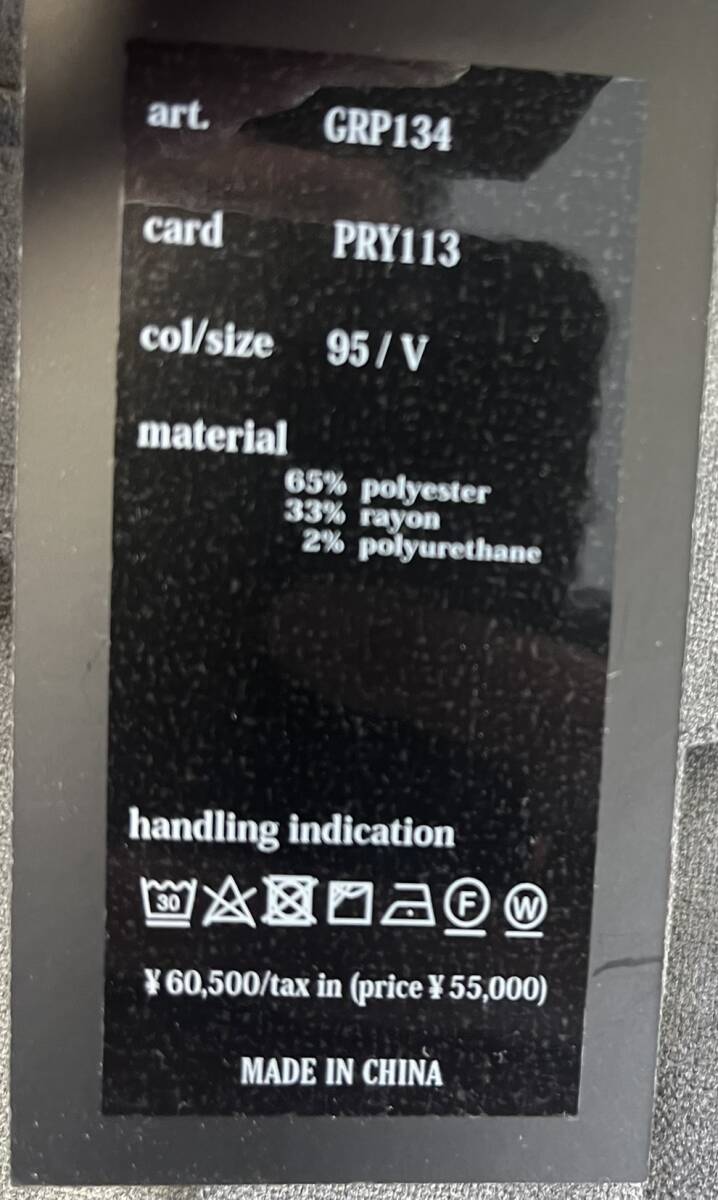 art. GRP134
card PRY113
col/size 95 / V
material
65% polyester
33% rayon
2% polyurethane
handling indication
30 F W
¥60,500/tax in (price ¥55,000)
MADE IN CHINA